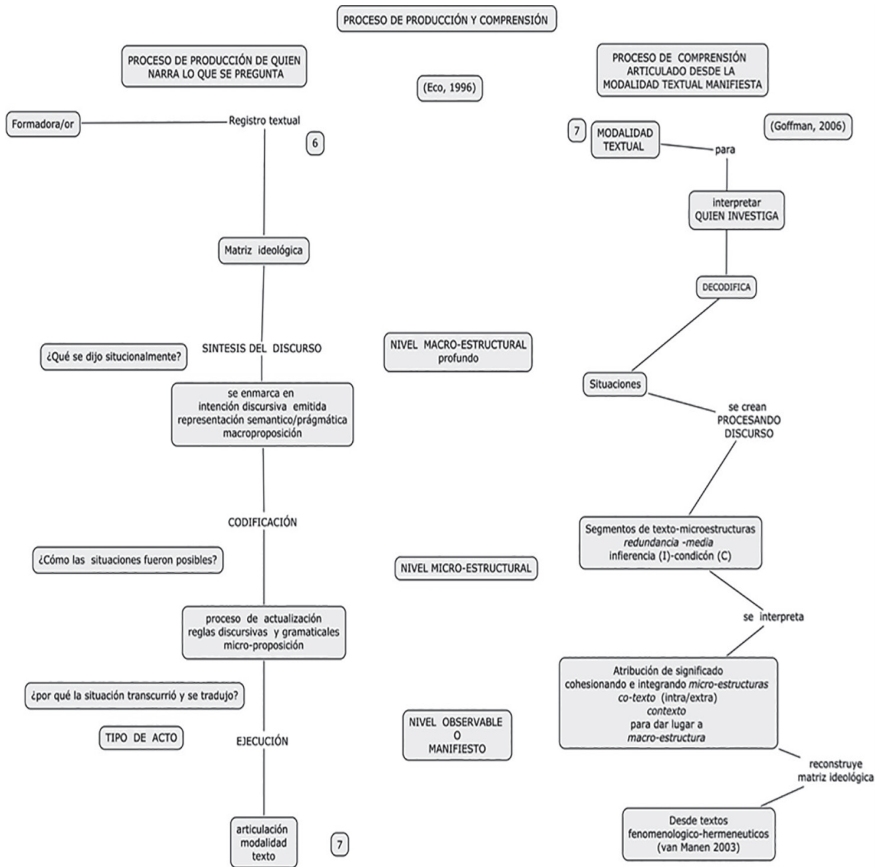 PROCESO DE PRODUCCIÓN Y COMPRENSIÓN
PROCESO DE PRODUCCIÓN DE QUIEN
NARRA LO QUE SE PREGUNTA
(Eco, 1996)
PROCESO DE COMPRENSIÓN
ARTICULADO DESDE LA
MODALIDAD TEXTUAL MANIFIESTA
Formadora/or
Registro textual
6
7
MODALIDAD
TEXTUAL
para
(Goffman, 2006)
interpretar
QUIEN INVESTIGA
Matriz ideológica
DECODIFICA
¿Qué se dijo situcionalmente?
SINTESIS DEL DISCURSO
NIVEL MACRO-ESTRUCTURAL
profundo
Situaciones
se enmarca en
intención discursiva emitida
representación semantico/prágmática
macroproposición
se crean
PROCESANDO
DISCURSO
CODIFICACIÓN
Segmentos de texto-microestructuras
redundancia -media
infierencia (I)-condicón (C)
¿Cómo las situaciones fueron posibles?
NIVEL MICRO-ESTRUCTURAL
proceso de actualización
reglas discursivas y gramaticales
micro-proposición
se interpreta
¿por qué la situación transcurrió y se tradujo?
Atribución de significado
cohesionando e integrando micro-estructuras
co-texto (intra/extra)
contexto
para dar lugar a
macro-estructura
TIPO DE ACTO
EJECUCIÓN
NIVEL OBSERVABLE
O
MANIFIESTO
reconstruye
matriz ideológica
articulación
modalidad
texto
7
Desde textos
fenomenologico-hermeneuticos
(van Manen 2003)